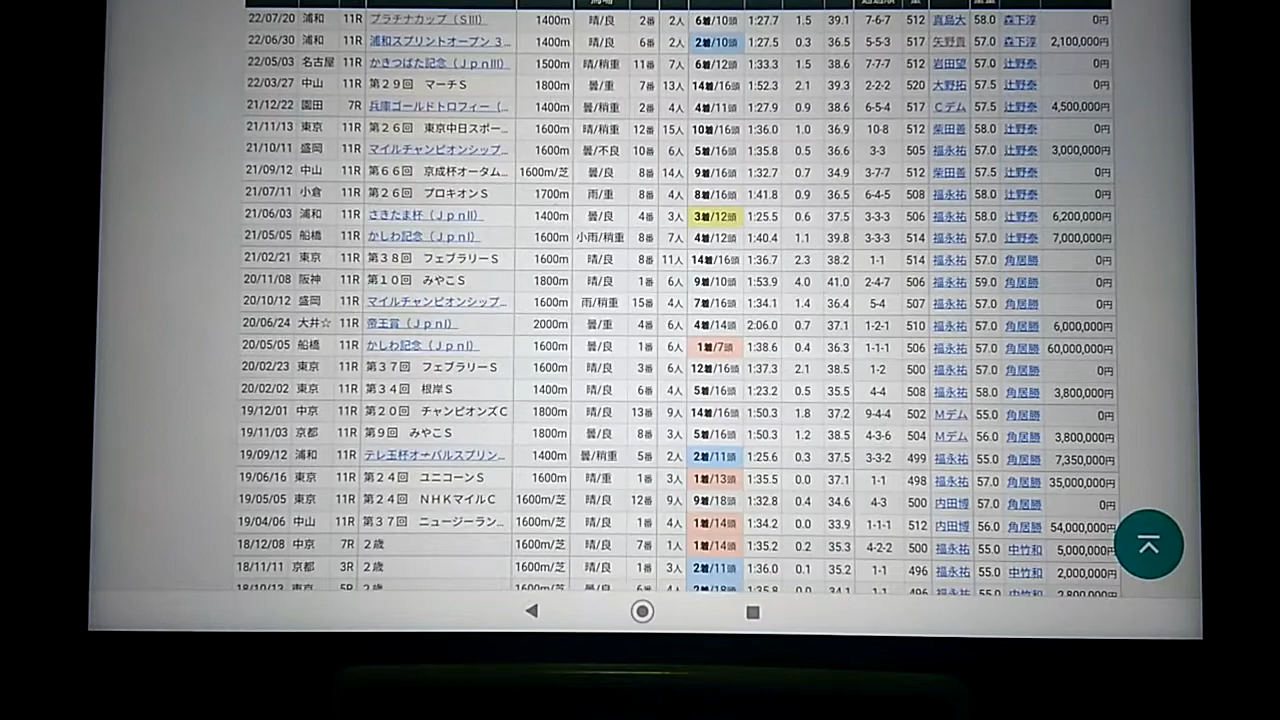 22/07/20 浦和 11R プラチナカップ（SIII） 1400m 晴/良 2番 2人 6着/10頭 1:27.7 1.5 39.1 7-6-7 512 真島大 58.0 森下淳 0円
22/06/30 浦和 11R 浦和スプリントオープン 3... 1400m 曇/良 6番 2人 2着/10頭 1:27.5 0.3 36.5 5-5-3 517 矢野貴 57.0 森下淳 2,100,000円
22/05/03 名古屋 11R かきつばた記念（JpnIII） 1500m 晴/稍重 11番 7人 6着/12頭 1:33.3 1.5 38.6 7-7-7 512 岩田望 57.0 辻野泰 0円
22/03/27 中山 11R 第29回 マーチS 1800m 曇/重 7番 13人 14着/16頭 1:52.3 2.1 39.3 2-2-2 520 大野拓 57.5 辻野泰 0円
21/12/22 園田 7R 兵庫ゴールドトロフィー（... 1400m 曇/稍重 2番 4人 4着/11頭 1:27.9 0.9 38.6 6-5-4 517 Cデム 57.5 辻野泰 4,500,000円
21/11/13 東京 11R 第26回 東京中日スポー... 1600m 晴/稍重 12番 15人 10着/16頭 1:36.0 1.0 36.9 10-8 512 柴田善 58.0 辻野泰 0円
21/10/11 盛岡 11R マイルチャンピオンシップ... 1600m 曇/不良 10番 6人 5着/16頭 1:35.8 0.5 36.6 3-3 505 福永祐 57.0 辻野泰 3,000,000円
21/09/12 中山 11R 第66回 京成杯オータム... 1600m/芝 曇/良 8番 14人 9着/16頭 1:32.7 0.7 34.9 3-7-7 512 柴田善 57.5 辻野泰 0円
21/07/11 小倉 11R 第26回 プロキオンS 1700m 雨/重 8番 4人 8着/16頭 1:41.8 0.9 36.5 6-4-5 508 福永祐 58.0 辻野泰 0円
21/06/03 浦和 11R さきたま杯（JpnII） 1400m 曇/良 4番 3人 3着/12頭 1:25.5 0.6 37.5 3-3-3 506 福永祐 58.0 辻野泰 6,200,000円
21/05/05 船橋 11R かしわ記念（JpnI） 1600m 小雨/稍重 8番 7人 4着/12頭 1:40.4 1.1 39.8 3-3-3 514 福永祐 57.0 辻野泰 7,000,000円
21/02/21 東京 11R 第38回 フェブラリーS 1600m 晴/良 8番 11人 14着/16頭 1:36.7 2.3 38.2 1-1 514 福永祐 57.0 角居勝 0円
20/11/08 阪神 11R 第10回 みやこS 1800m 晴/良 1番 6人 9着/10頭 1:53.9 4.0 41.0 2-4-7 506 福永祐 59.0 角居勝 0円
20/10/12 盛岡 11R マイルチャンピオンシップ... 1600m 雨/稍重 15番 4人 7着/16頭 1:34.1 1.4 36.4 5-4 507 福永祐 57.0 角居勝 0円
20/06/24 大井☆ 11R 帝王賞（JpnI） 2000m 曇/重 4番 6人 4着/14頭 2:06.0 0.7 37.1 1-2-1 510 福永祐 57.0 角居勝 6,000,000円
20/05/05 船橋 11R かしわ記念（JpnI） 1600m 曇/良 1番 6人 1着/7頭 1:38.6 0.4 36.3 1-1-1 506 福永祐 57.0 角居勝 60,000,000円
20/02/23 東京 11R 第37回 フェブラリーS 1600m 晴/良 3番 6人 12着/16頭 1:37.3 2.1 38.5 1-2 500 福永祐 57.0 角居勝 0円
20/02/02 東京 11R 第34回 根岸S 1400m 晴/良 6番 4人 5着/16頭 1:23.2 0.5 35.5 4-4 508 福永祐 58.0 角居勝 3,800,000円
19/12/01 中京 11R 第20回 チャンピオンズC 1800m 晴/良 13番 9人 14着/16頭 1:50.3 1.8 37.2 9-4-4 502 Mデム 55.0 角居勝 0円
19/11/03 京都 11R 第9回 みやこS 1800m 曇/良 8番 3人 5着/16頭 1:50.3 1.2 38.5 4-3-6 504 Mデム 56.0 角居勝 3,800,000円
19/09/12 浦和 11R テレ玉杯オーバルスプリン... 1400m 曇/稍重 5番 2人 2着/11頭 1:25.6 0.3 37.5 3-3-2 499 福永祐 55.0 角居勝 7,350,000円
19/06/16 東京 11R 第24回 ユニコーンS 1600m 晴/重 1番 3人 1着/13頭 1:35.5 0.0 37.1 1-1 498 福永祐 57.0 角居勝 35,000,000円
19/05/05 東京 11R 第24回 NHKマイルC 1600m/芝 晴/良 12番 9人 9着/18頭 1:32.8 0.4 34.6 4-3 500 内田博 57.0 角居勝 0円
19/04/06 中山 11R 第37回 ニュージーラン... 1600m/芝 晴/良 1番 4人 1着/14頭 1:34.2 0.0 33.9 1-1-1 512 内田博 56.0 角居勝 54,000,000円
18/12/08 中京 7R 2歳 1600m/芝 晴/良 7番 1人 1着/14頭 1:35.2 0.2 35.3 4-2-2 500 福永祐 55.0 中竹和 5,000,000円
18/11/11 京都 3R 2歳 1600m/芝 晴/良 1番 3人 2着/11頭 1:36.0 0.1 35.2 1-1 496 福永祐 55.0 中竹和 2,000,000円
18/10/13 東京 5R 2歳 1600m/芝 曇/良 6番 4人 2着/18頭 1:35.8 0.0 34.1 1-1 496 福永祐 55.0 中竹和 2,800,000円